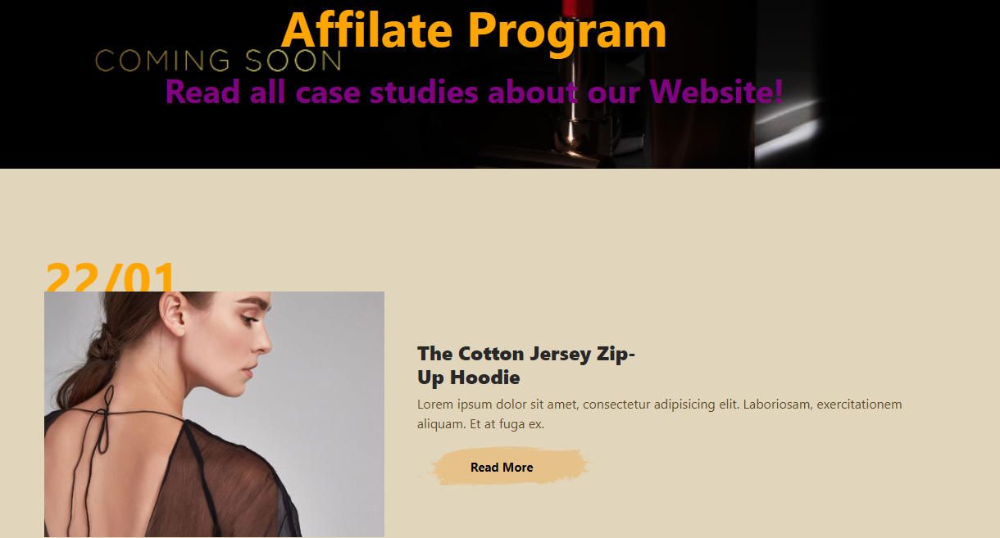 Affilate Program
COMING SOON
Read all case studies about our Website!
22/01
The Cotton Jersey Zip-
Up Hoodie
Lorem ipsum dolor sit amet, consectetur adipisicing elit. Laboriosam, exercitationem
aliquam. Et at fuga ex.
Read More